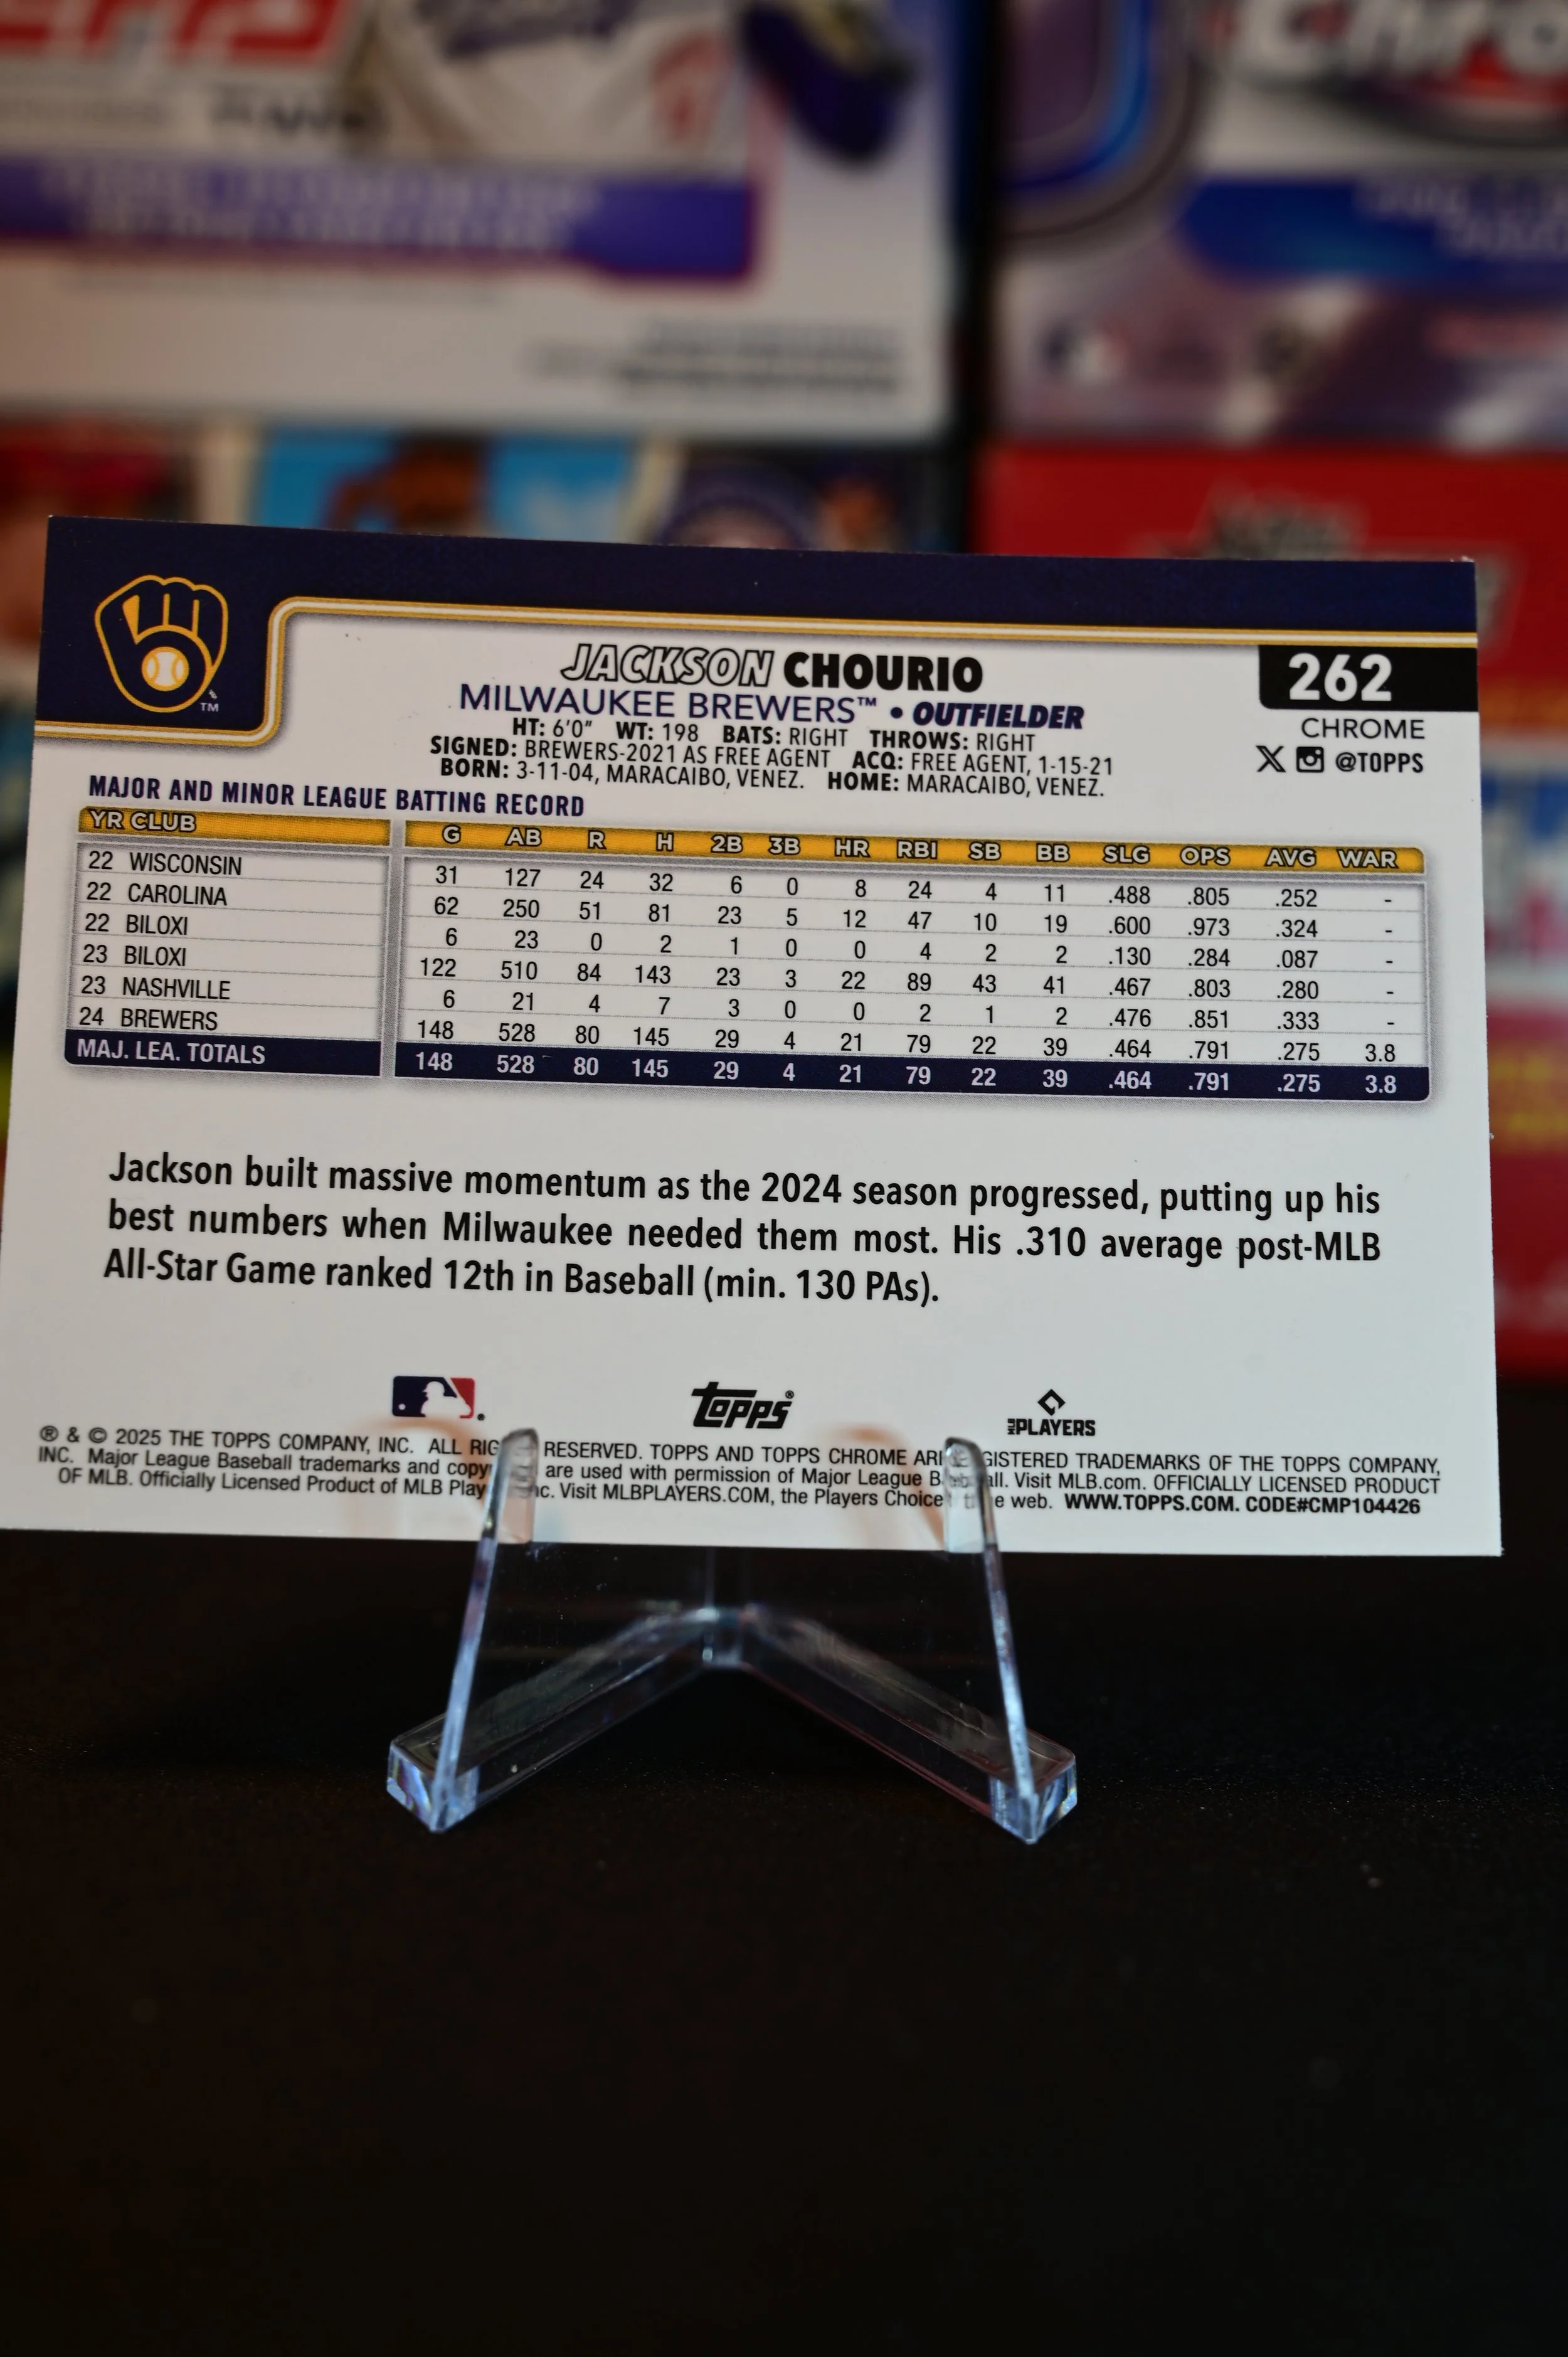 JACKSON CHOURIO
262
MILWAUKEE BREWERS™ • OUTFIELDER
CHROME
HT: 6'0" WT: 198 BATS: RIGHT THROWS: RIGHT
SIGNED: BREWERS-2021 AS FREE AGENT ACQ: FREE AGENT, 1-15-21
@TOPPS
BORN: 3-11-04, MARACAIBO, VENEZ. HOME: MARACAIBO, VENEZ.
TM
MAJOR AND MINOR LEAGUE BATTING RECORD
YR CLUB G AB R H 2B 3B HR RBI SB BB SLG OPS AVG WAR
22 WISCONSIN 31 127 24 32 6 0 8 24 4 11 .488 .805 .252 -
22 CAROLINA 62 250 51 81 23 5 12 47 10 19 .600 .973 .324 -
22 BILOXI 6 23 0 2 1 0 0 4 2 2 .130 .284 .087 -
23 BILOXI 122 510 84 143 23 3 22 89 43 41 .467 .803 .280 -
23 NASHVILLE 6 21 4 7 3 0 0 2 1 2 .476 .851 .333 -
24 BREWERS 148 528 80 145 29 4 21 79 22 39 .464 .791 .275 3.8
MAJ. LEA. TOTALS 148 528 80 145 29 4 21 79 22 39 .464 .791 .275 3.8
Jackson built massive momentum as the 2024 season progressed, putting up his
best numbers when Milwaukee needed them most. His .310 average post-MLB
All-Star Game ranked 12th in Baseball (min. 130 PAs).
Topps®
PLAYERS
® & © 2025 THE TOPPS COMPANY, INC. ALL RIG RESERVED. TOPPS AND TOPPS CHROME ARE REGISTERED TRADEMARKS OF THE TOPPS COMPANY,
INC. Major League Baseball trademarks and copy are used with permission of Major League Baseball. Visit MLB.com. OFFICIALLY LICENSED PRODUCT
OF MLB. Officially Licensed Product of MLB Play nc. Visit MLBPLAYERS.COM, the Players Choice the web. WWW.TOPPS.COM. CODE#CMP104426